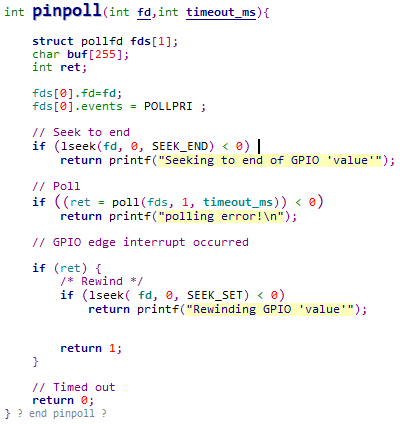 int pinpoll(int fd,int timeout_ms){
struct pollfd fds[1];
char buf[255];
int ret;
fds[0].fd=fd;
fds[0].events = POLLPRI ;
// Seek to end
if (lseek(fd, 0, SEEK_END) < 0)
return printf("Seeking to end of GPIO 'value'");
// Poll
if ((ret = poll(fds, 1, timeout_ms)) < 0)
return printf("polling error!\n");
// GPIO edge interrupt occurred
if (ret) {
/* Rewind */
if (lseek( fd, 0, SEEK_SET) < 0)
return printf("Rewinding GPIO 'value'");
return 1;
}
// Timed out
return 0;
} ? end pinpoll ?